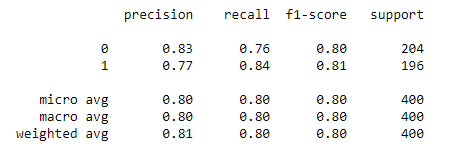 precision recall f1-score support
0 0.83 0.76 0.80 204
1 0.77 0.84 0.81 196
micro avg 0.80 0.80 0.80 400
macro avg 0.80 0.80 0.80 400
weighted avg 0.81 0.80 0.80 400